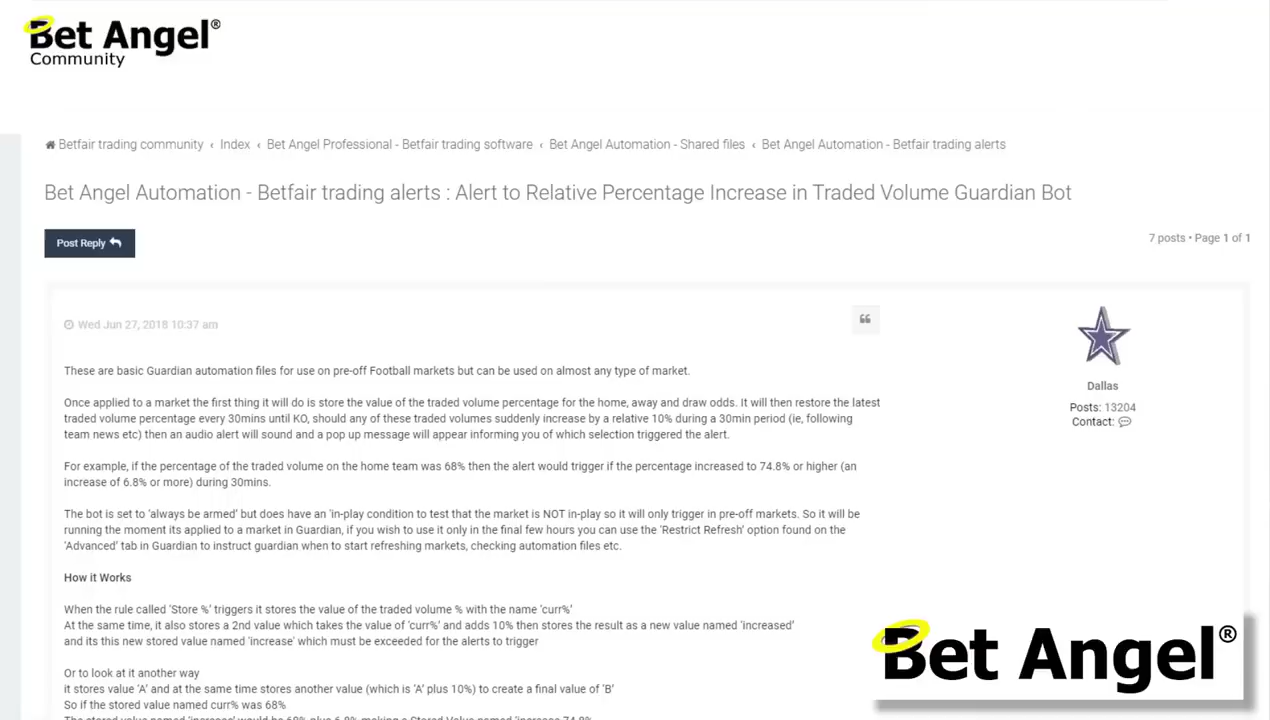 Bet Angel®
Community
Betfair trading community ‹ Index ‹ Bet Angel Professional - Betfair trading software ‹ Bet Angel Automation - Shared files ‹ Bet Angel Automation - Betfair trading alerts
Bet Angel Automation - Betfair trading alerts : Alert to Relative Percentage Increase in Traded Volume Guardian Bot
Post Reply
7 posts • Page 1 of 1
Wed Jun 27, 2018 10:37 am
Dallas
Posts: 13204
Contact:
These are basic Guardian automation files for use on pre-off Football markets but can be used on almost any type of market.
Once applied to a market the first thing it will do is store the value of the traded volume percentage for the home, away and draw odds. It will then restore the latest
traded volume percentage every 30mins until KO, should any of these traded volumes suddenly increase by a relative 10% during a 30min period (ie, following
team news etc) then an audio alert will sound and a pop up message will appear informing you of which selection triggered the alert.
For example, if the percentage of the traded volume on the home team was 68% then the alert would trigger if the percentage increased to 74.8% or higher (an
increase of 6.8% or more) during 30mins.
The bot is set to 'always be armed' but does have an 'in-play condition to test that the market is NOT in-play so it will only trigger in pre-off markets. So it will be
running the moment its applied to a market in Guardian, if you wish to use it only in the final few hours you can use the 'Restrict Refresh' option found on the
'Advanced' tab in Guardian to instruct guardian when to start refreshing markets, checking automation files etc.
How it Works
When the rule called 'Store %' triggers it stores the value of the traded volume % with the name 'curr%'
At the same time, it also stores a 2nd value which takes the value of 'curr%' and adds 10% then stores the result as a new value named 'increased'
and its this new stored value named 'increase' which must be exceeded for the alerts to trigger
Or to look at it another way
it stores value 'A' and at the same time stores another value (which is 'A' plus 10%) to create a final value of 'B'
So if the stored value named curr% was 68%
The stored value named 'increase' would be 68% plus 6.8% making a Stored Value named 'increase 74.8%
Bet Angel®